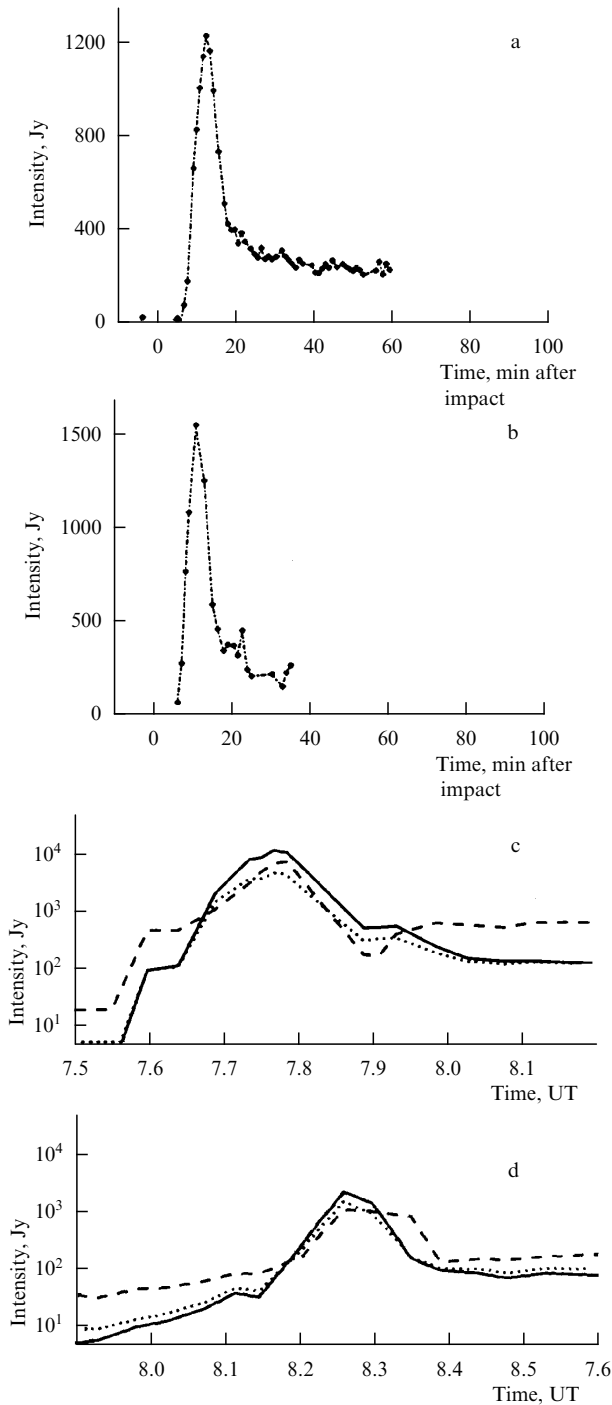 a
1200
800
400
0
Intensity, Jy
0 20 40 60 80 100
Time, min after
impact
b
1500
1000
500
0
Intensity, Jy
0 20 40 60 80 100
Time, min after
impact
c
10⁴
10³
10²
10¹
Intensity, Jy
7.5 7.6 7.7 7.8 7.9 8.0 8.1
Time, UT
d
10⁴
10³
10²
10¹
Intensity, Jy
8.0 8.1 8.2 8.3 8.4 8.5 7.6
Time, UT